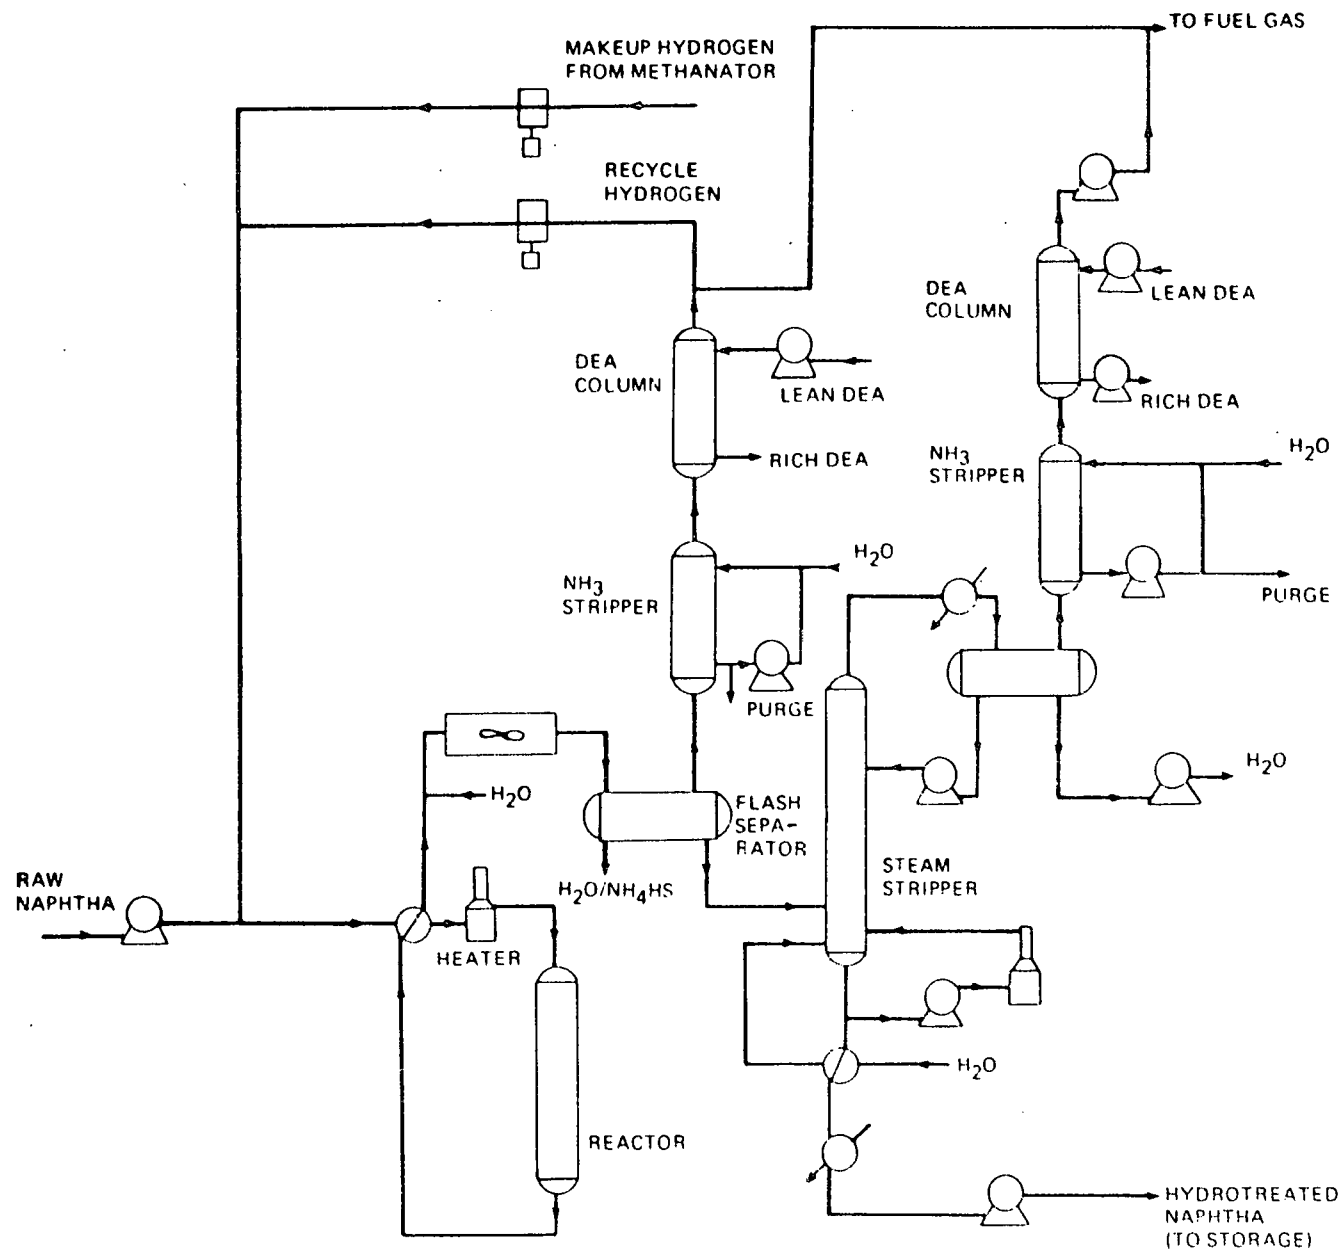 TO FUEL GAS
MAKEUP HYDROGEN
FROM METHANATOR
RECYCLE
HYDROGEN
DEA
COLUMN
LEAN DEA
DEA
COLUMN
LEAN DEA
RICH DEA
RICH DEA
NH3
STRIPPER
H2O
H2O
NH3
STRIPPER
PURGE
PURGE
H2O
H2O
FLASH
SEPA-
RATOR
STEAM
STRIPPER
RAW
NAPHTHA
H2O/NH4HS
HEATER
H2O
REACTOR
HYDROTREATED
NAPHTHA
(TO STORAGE)